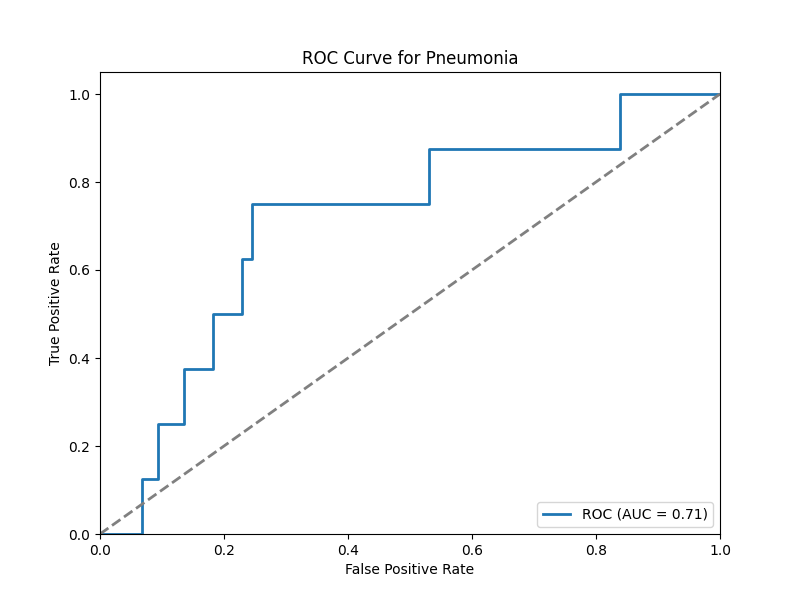 ROC Curve for Pneumonia
1.0
0.8
0.6
0.4
0.2
0.0
True Positive Rate
ROC (AUC = 0.71)
0.0 0.2 0.4 0.6 0.8 1.0
False Positive Rate